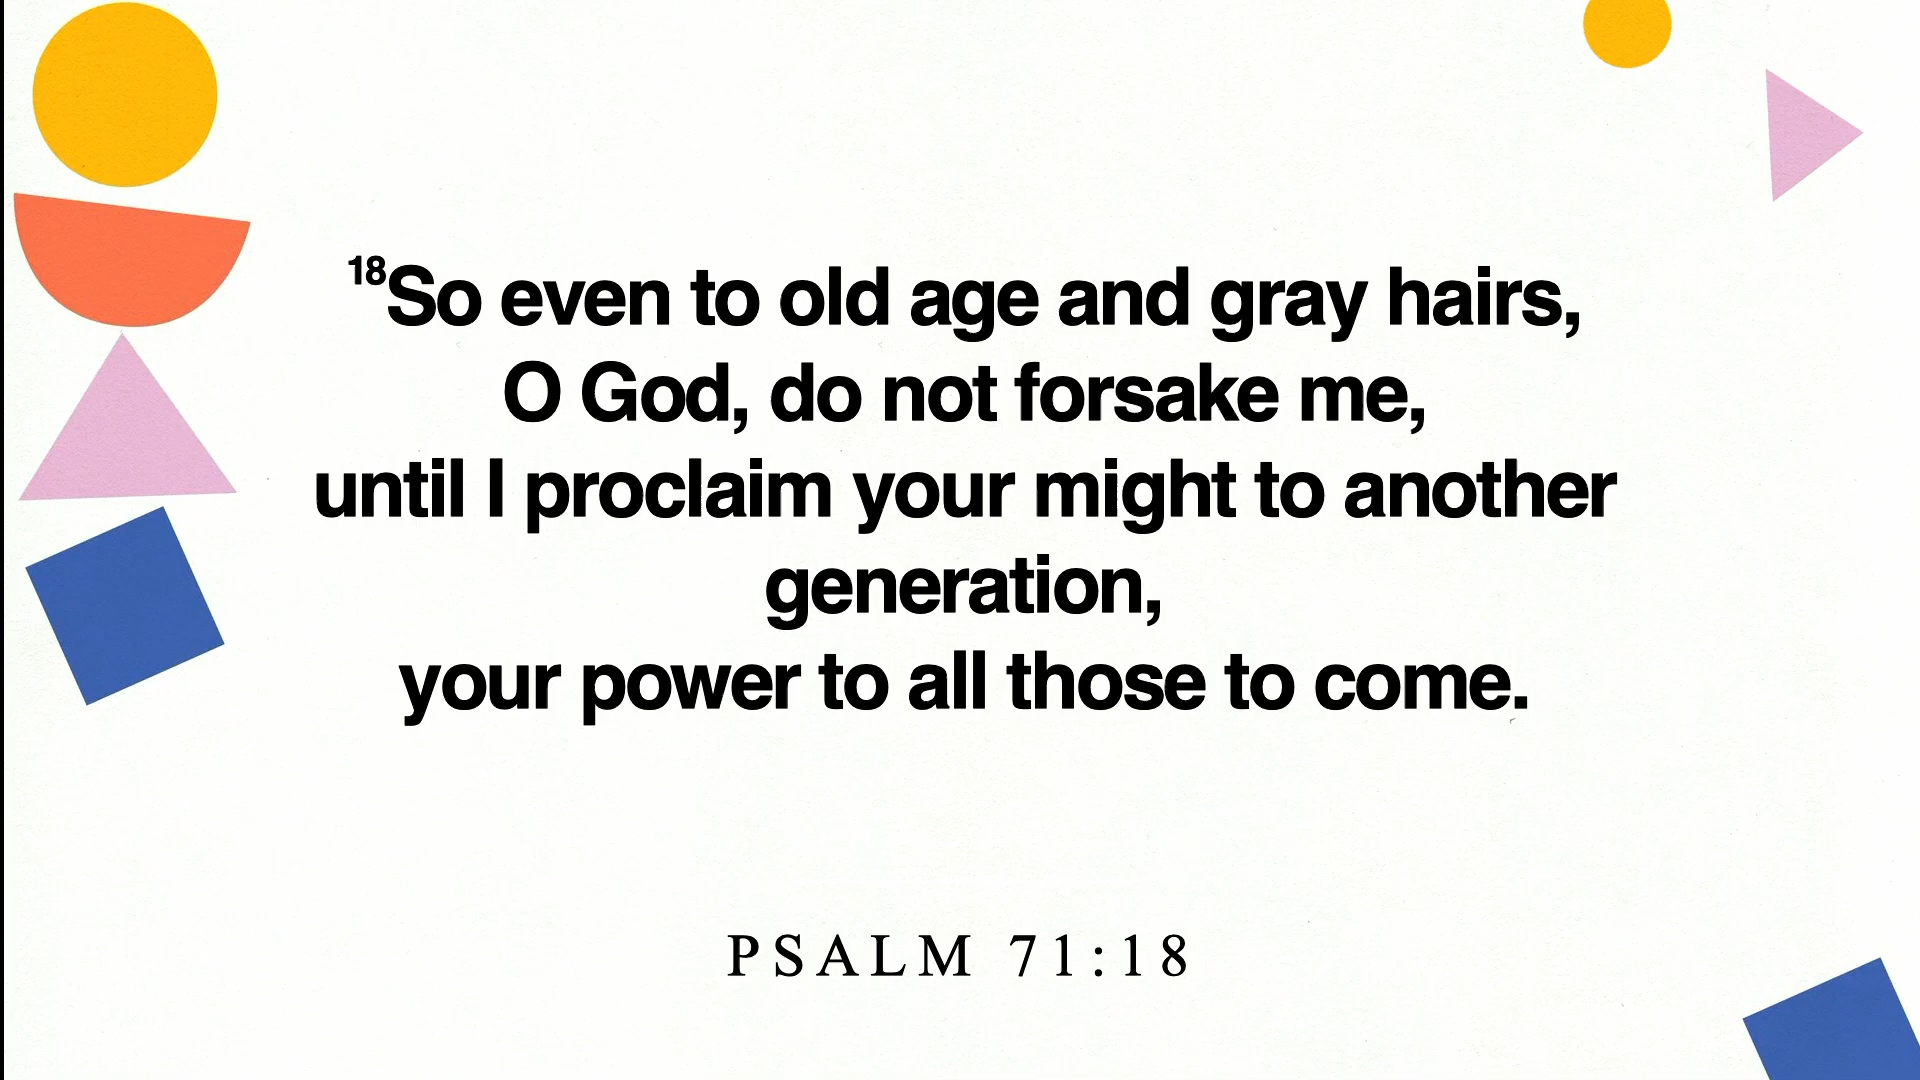 18So even to old age and gray hairs,
O God, do not forsake me,
until I proclaim your might to another
generation,
your power to all those to come.
PSALM 71:18